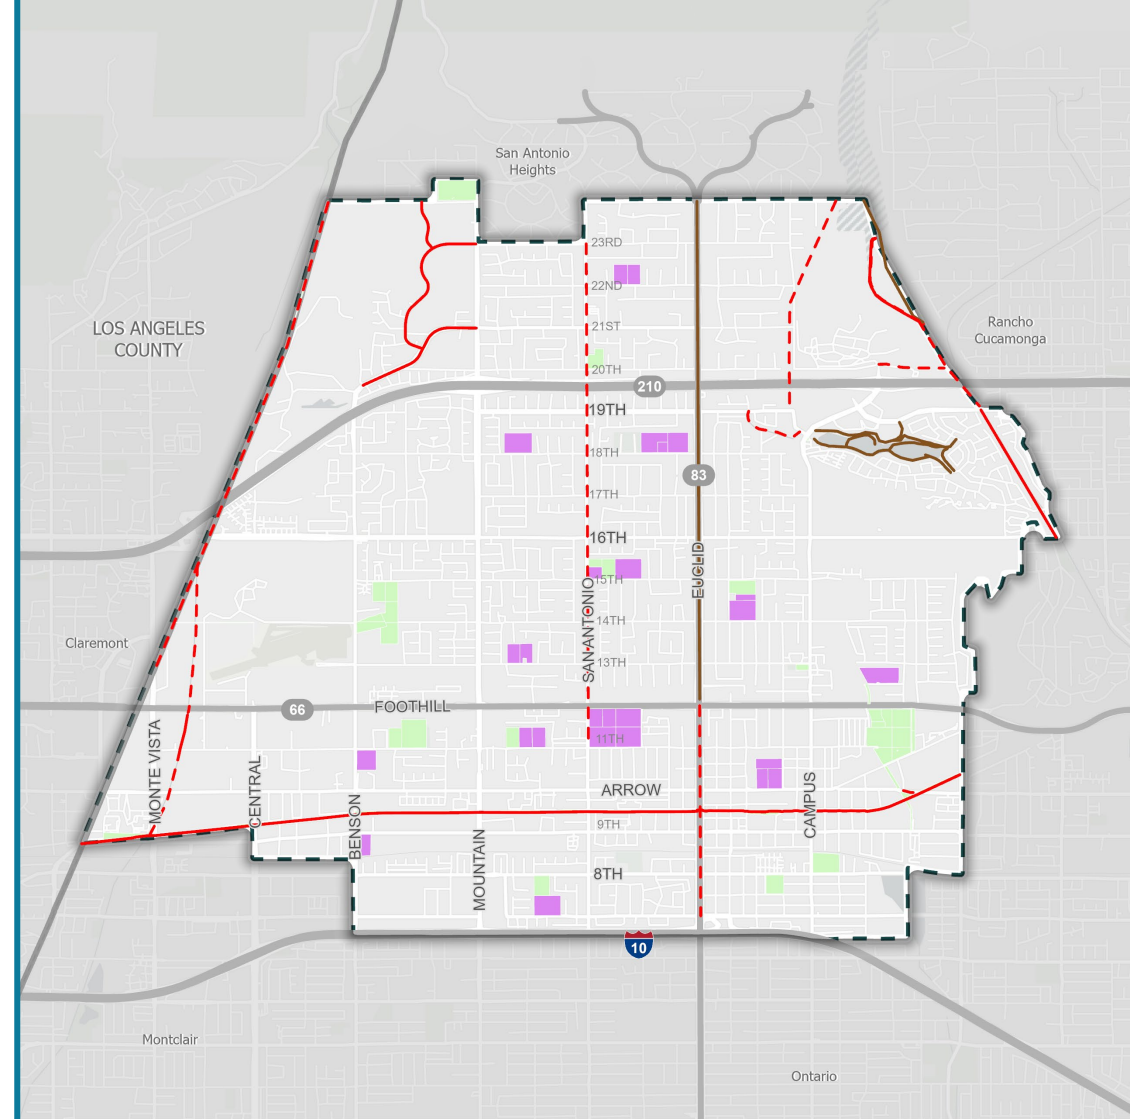 San Antonio
Heights
23RD
22ND
LOS ANGELES
COUNTY
21ST
Rancho
Cucamonga
20TH
210
19TH
18TH
83
17TH
16TH
EUCLID
15TH
SAN ANTONIO
14TH
Claremont
13TH
66
FOOTHILL
11TH
MONTE VISTA
CENTRAL
ARROW
CAMPUS
BENSON
9TH
MOUNTAIN
8TH
10
Montclair
Ontario